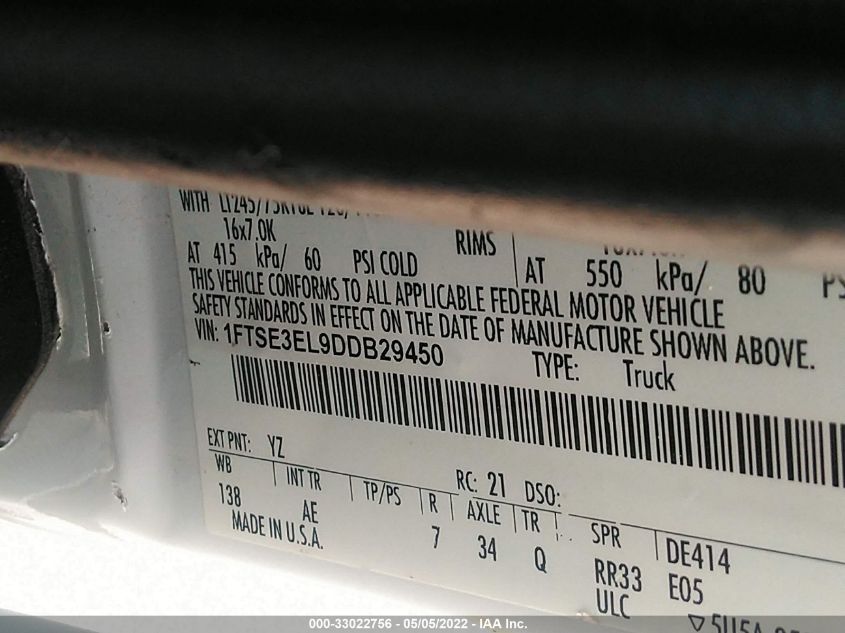 WITH LT245/75R16E
16x7.0K RIMS
AT 415 kPa/ 60 PSI COLD AT 550 kPa/ 80 PS
THIS VEHICLE CONFORMS TO ALL APPLICABLE FEDERAL MOTOR VEHICLE
SAFETY STANDARDS IN EFFECT ON THE DATE OF MANUFACTURE SHOWN ABOVE.
VIN: 1FTSE3EL9DDB29450 TYPE: Truck
EXT PNT: YZ RC: 21 DSO:
WB INT TR TP/PS R AXLE TR SPR
138 AE 7 34 Q RR33 DE414
MADE IN U.S.A. ULC E05
000-33022756 - 05/05/2022 - IAA Inc.